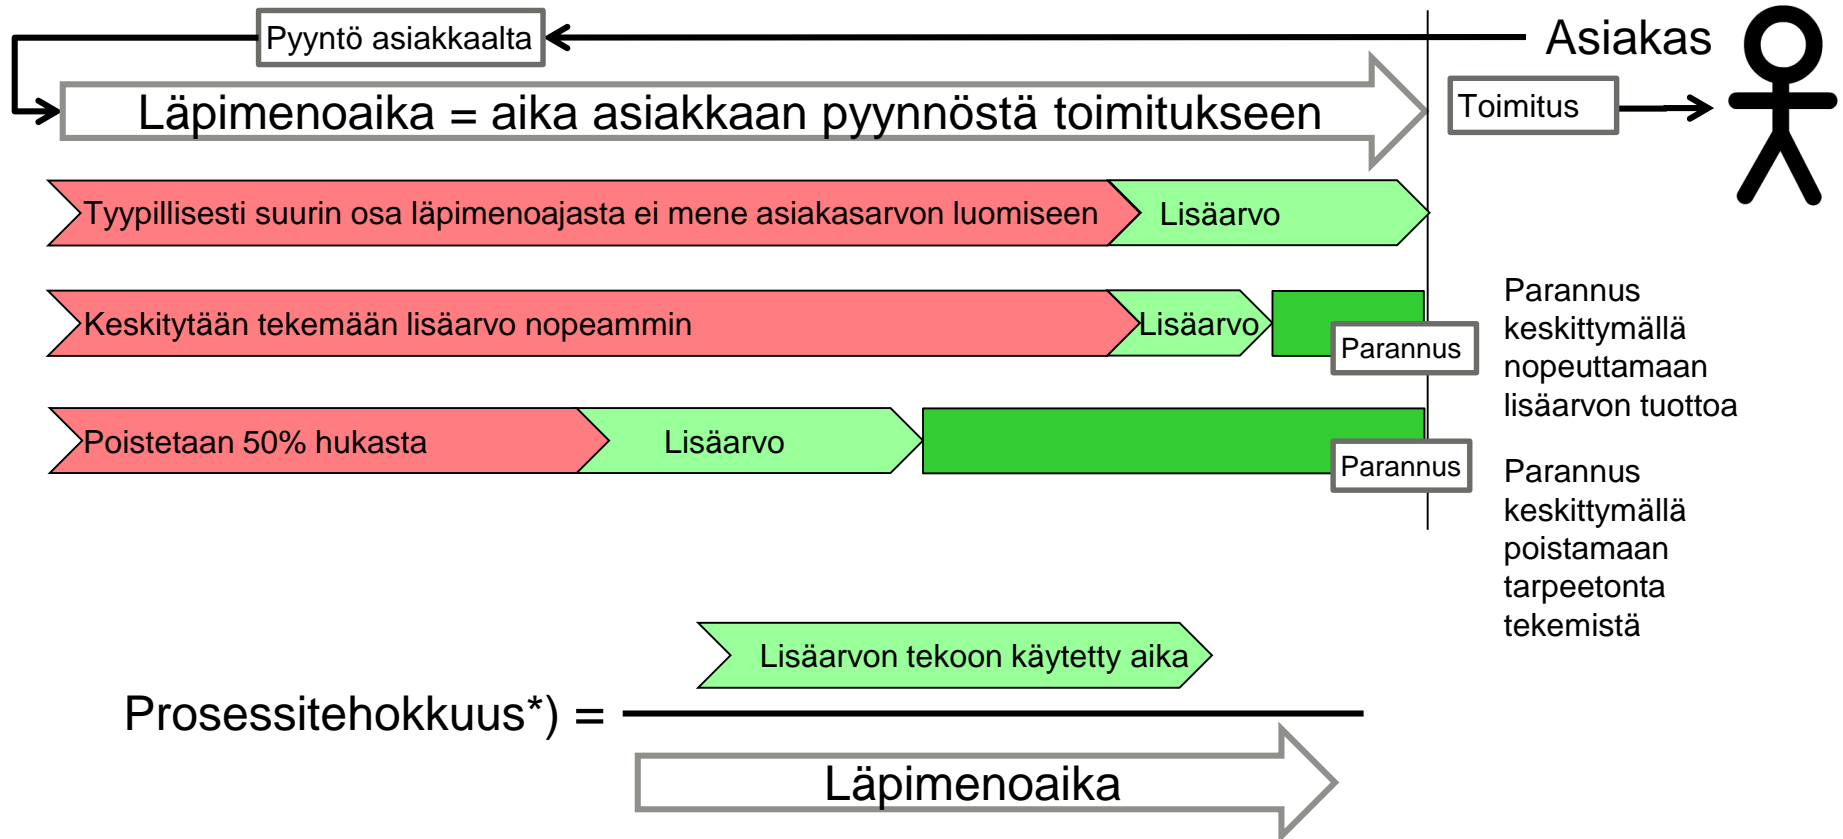 Pyyntö asiakkaalta
Asiakas
Läpimenoaika = aika asiakkaan pyynnöstä toimitukseen
Toimitus
Tyypillisesti suurin osa läpimenoajasta ei mene asiakasarvon luomiseen
Lisäarvo
Keskitytään tekemään lisäarvo nopeammin
Lisäarvo
Parannus
Parannus
keskittymällä
nopeuttamaan
lisäarvon tuottoa
Poistetaan 50% hukasta
Lisäarvo
Parannus
Parannus
keskittymällä
poistamaan
tarpeetonta
tekemistä
Lisäarvon tekoon käytetty aika
Prosessitehokkuus*) =
Läpimenoaika